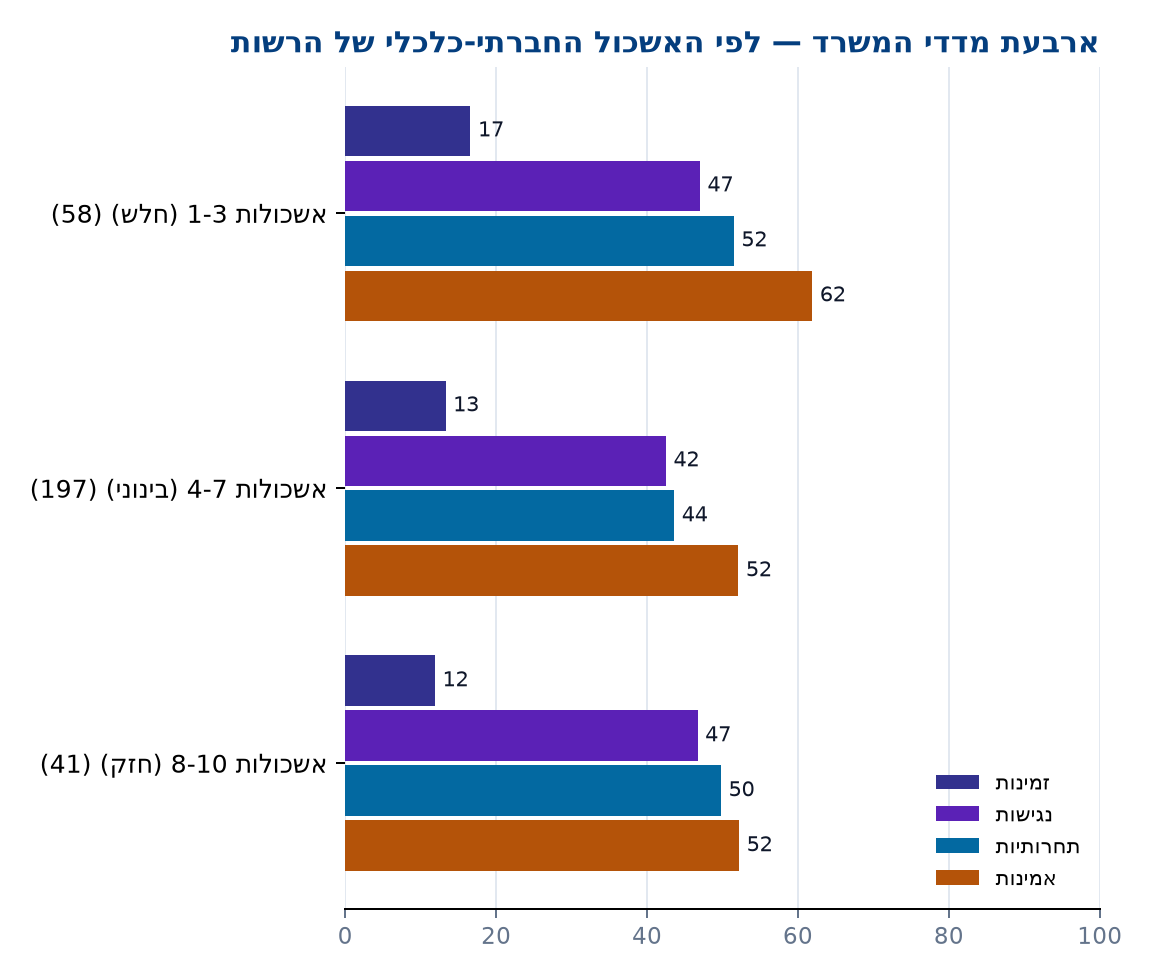 ארבעת מדדי המשרד — לפי האשכול החברתי-כלכלי של הרשות
אשכולות 1-3 (חלש) (58)
17
47
52
62
אשכולות 4-7 (בינוני) (197)
13
42
44
52
אשכולות 8-10 (חזק) (41)
12
47
50
52
זמינות
נגישות
תחרותיות
אמינות
0 20 40 60 80 100